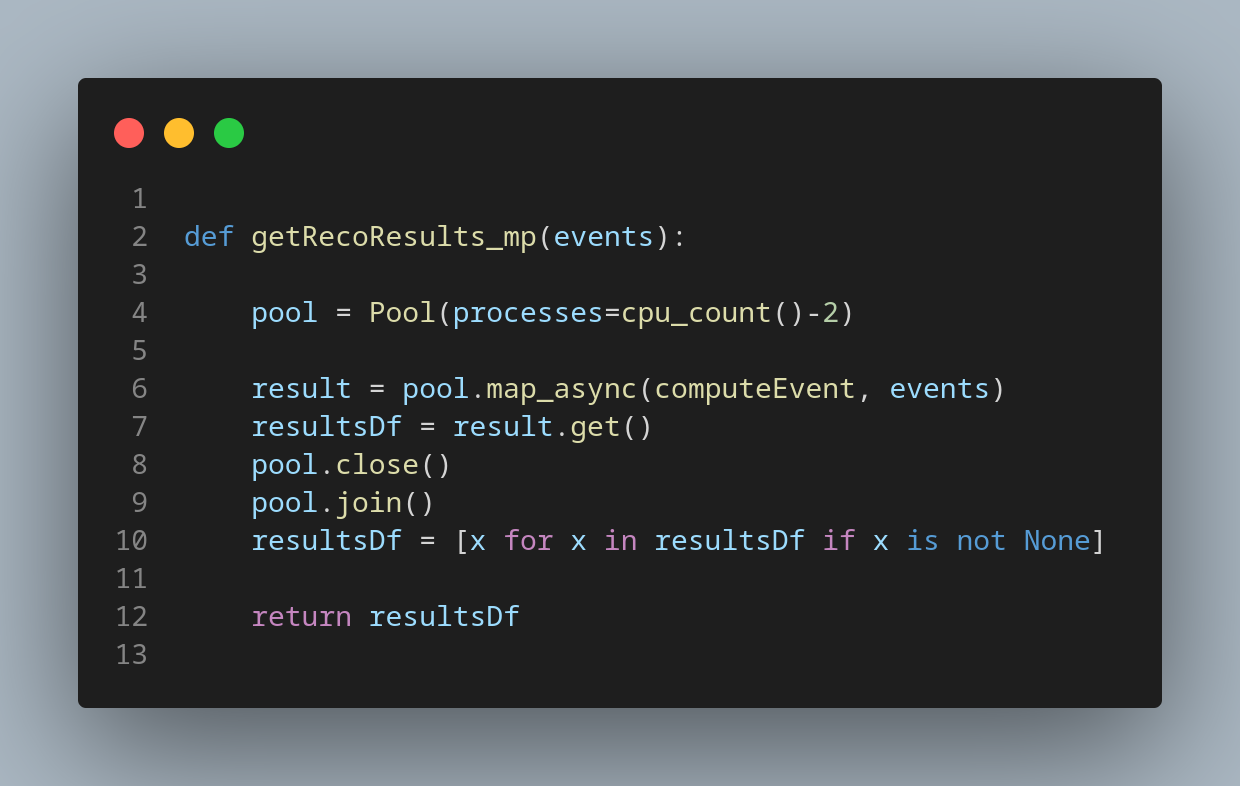 1
2 def getRecoResults_mp(events):
3
4     pool = Pool(processes=cpu_count()-2)
5
6     result = pool.map_async(computeEvent, events)
7     resultsDf = result.get()
8     pool.close()
9     pool.join()
10     resultsDf = [x for x in resultsDf if x is not None]
11
12     return resultsDf
13